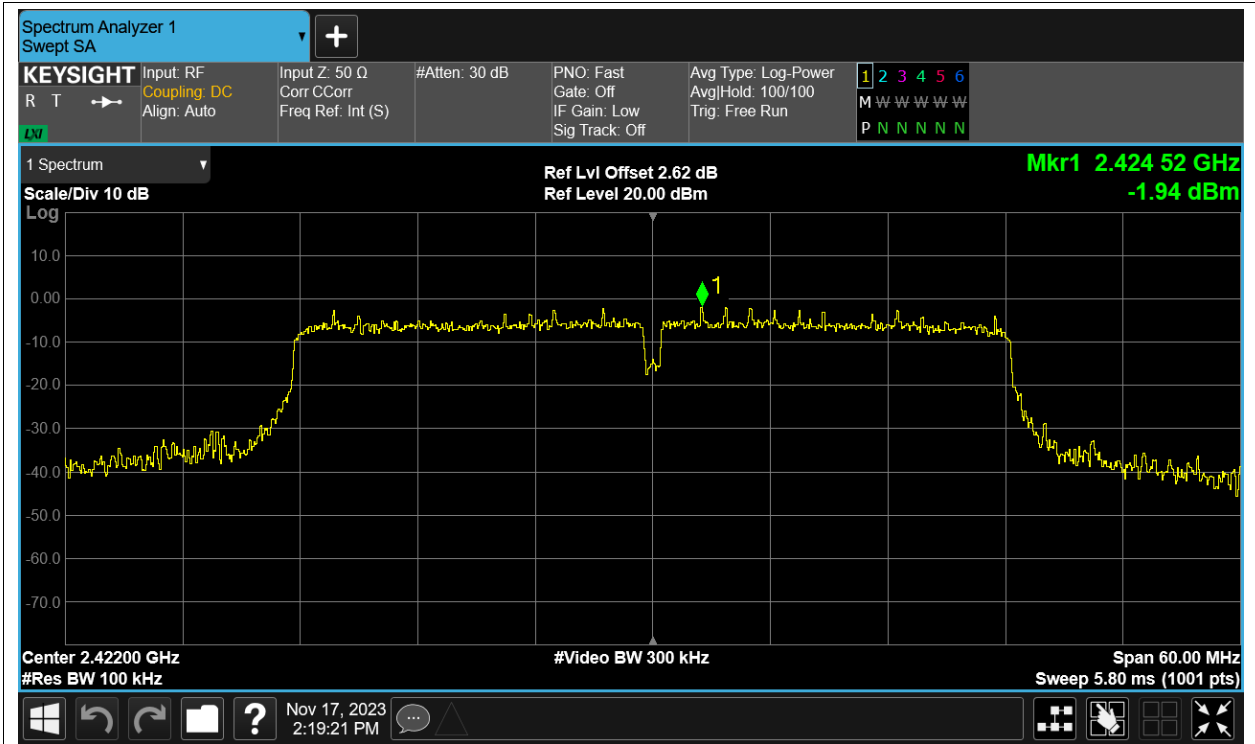 Spectrum Analyzer 1
Swept SA
KEYSIGHT
R T
LXI
Input: RF
Coupling: DC
Align: Auto
Input Z: 50 Ω
Corr CCorr
Freq Ref: Int (S)
#Atten: 30 dB
PNO: Fast
Gate: Off
IF Gain: Low
Sig Track: Off
Avg Type: Log-Power
Avg|Hold: 100/100
Trig: Free Run
1 2 3 4 5 6
M W W W W W
P N N N N N
1 Spectrum
Scale/Div 10 dB
Ref Lvl Offset 2.62 dB
Ref Level 20.00 dBm
Mkr1 2.424 52 GHz
-1.94 dBm
Log
10.0
0.00
-10.0
-20.0
-30.0
-40.0
-50.0
-60.0
-70.0
1
Center 2.42200 GHz
#Res BW 100 kHz
#Video BW 300 kHz
Span 60.00 MHz
Sweep 5.80 ms (1001 pts)
?
Nov 17, 2023
2:19:21 PM